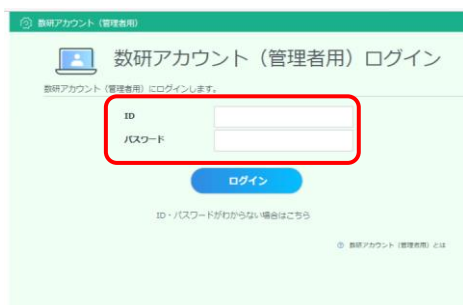 数研アカウント（管理者用）
数研アカウント（管理者用）ログイン
数研アカウント（管理者用）にログインします。
ID
パスワード
ログイン
ID・パスワードがわからない場合はこちら
数研アカウント（管理者用）とは